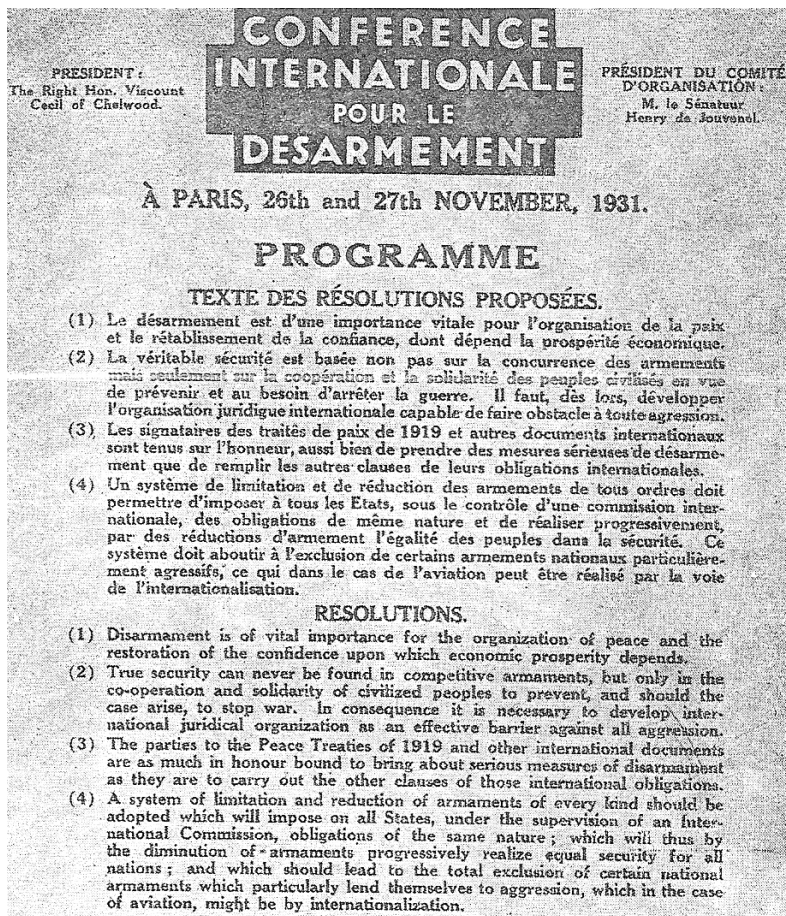 CONFERENCE
INTERNATIONALE
POUR LE
DESARMEMENT
PRESIDENT :
The Right Hon. Viscount
Cecil of Chelwood.
PRÉSIDENT DU COMITÉ
D'ORGANISATION :
M. le Sénateur
Henry de Jouvenel.
À PARIS, 26th and 27th NOVEMBER, 1931.
PROGRAMME
TEXTE DES RÉSOLUTIONS PROPOSÉES.
(1) Le désarmement est d'une importance vitale pour l'organisation de la paix
et le rétablissement de la confiance, dont dépend la prospérité économique.
(2) La véritable sécurité est basée non pas sur la concurrence des armements
mais seulement sur la coopération et la solidarité des peuples civilisés en vue
de prévenir et au besoin d'arrêter la guerre. Il faut, dès lors, développer
l'organisation juridique internationale capable de faire obstacle à toute agression.
(3) Les signataires des traités de paix de 1919 et autres documents internationaux
sont tenus sur l'honneur, aussi bien de prendre des mesures sérieuses de désarme-
ment que de remplir les autres clauses de leurs obligations internationales.
(4) Un système de limitation et de réduction des armements de tous ordres doit
permettre d'imposer à tous les Etats, sous le contrôle d'une commission inter-
nationale, des obligations de même nature et de réaliser progressivement,
par des réductions d'armement l'égalité des peuples dans la sécurité. Ce
système doit aboutir à l'exclusion de certains armements nationaux particulière-
ment agressifs, ce qui dans le cas de l'aviation peut être réalisé par la voie
de l'internationalisation.
RESOLUTIONS.
(1) Disarmament is of vital importance for the organization of peace and the
restoration of the confidence upon which economic prosperity depends.
(2) True security can never be found in competitive armaments, but only in the
co-operation and solidarity of civilized peoples to prevent, and should the
case arise, to stop war. In consequence it is necessary to develop inter-
national juridical organization as an effective barrier against all aggression.
(3) The parties to the Peace Treaties of 1919 and other international documents
are as much in honour bound to bring about serious measures of disarmament
as they are to carry out the other clauses of those international obligations.
(4) A system of limitation and reduction of armaments of every kind should be
adopted which will impose on all States, under the supervision of an Inter-
national Commission, obligations of the same nature ; which will thus by
the diminution of armaments progressively realize equal security for all
nations ; and which should lead to the total exclusion of certain national
armaments which particularly lend themselves to aggression, which in the case
of aviation, might be by internationalization.